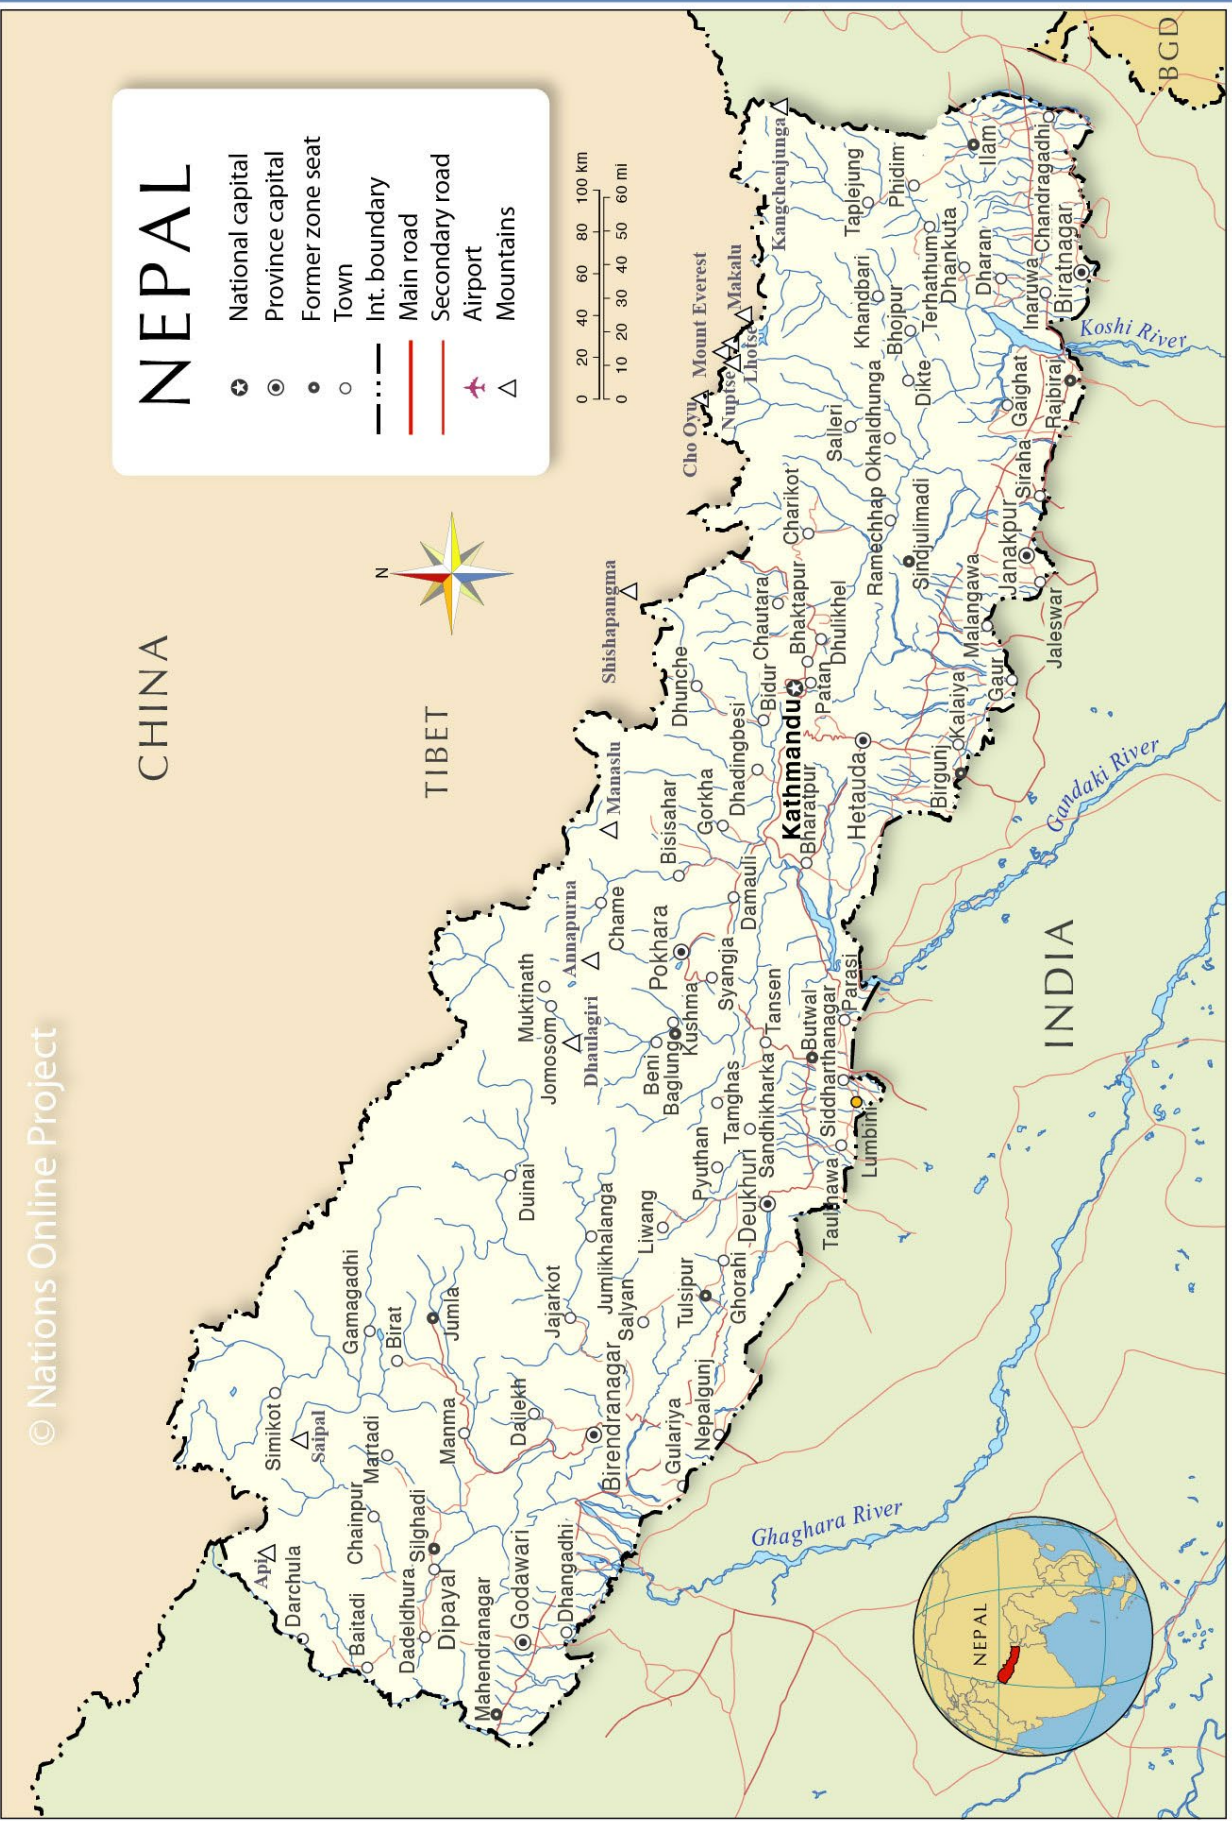 © Nations Online Project
CHINA
TIBET
NEPAL
National capital
Province capital
Former zone seat
Town
Int. boundary
Main road
Secondary road
Airport
Mountains
0 20 40 60 80 100 km
0 10 20 30 40 50 60 mi
N
Api
Darchula
Baitadi
Chainpur
Dadeldhura
Silghadi
Dipayal
Mahendranagar
Godawari
Dhangadhi
Simikot
Saipal
Martadi
Gamagadhi
Birat
Jumla
Manma
Dailekh
Jajarkot
Birendranagar
Jumlikhalanga
Salyan
Gulariya
Nepalgunj
Tulsipur
Ghorahi
Liwang
Duinai
Pyuthan
Deukhuri
Tamghas
Sandhikharka
Taulihawa
Lumbini
Siddharthanagar
Butwal
Parasi
Tansen
Muktinath
Jomosom
Dhaulagiri
Annapurna
Beni
Baglung
Kushma
Pokhara
Syangja
Chame
Damauli
Manaslu
Bisisahar
Gorkha
Dhadingbesi
Bharatpur
Hetauda
Birgunj
Kalaiya
Gaur
Shishapangma
Dhunche
Bidur
Kathmandu
Patan
Bhaktapur
Dhulikhel
Chautara
Charikot
Malangawa
Jaleswar
Janakpur
Sindjulimadi
Ramechhap
Okhaldhunga
Salleri
Siraha
Rajbiraj
Gaighat
Dikte
Bhojpur
Khandbari
Cho Oyu
Mount Everest
Nuptse
Lhotse
Makalu
Kangchenjunga
Taplejung
Phidim
Terhathum
Dhankuta
Dharan
Inaruwa
Biratnagar
Ilam
Chandragadhi
Koshi River
Gandaki River
Ghaghara River
INDIA
BGD
NEPAL